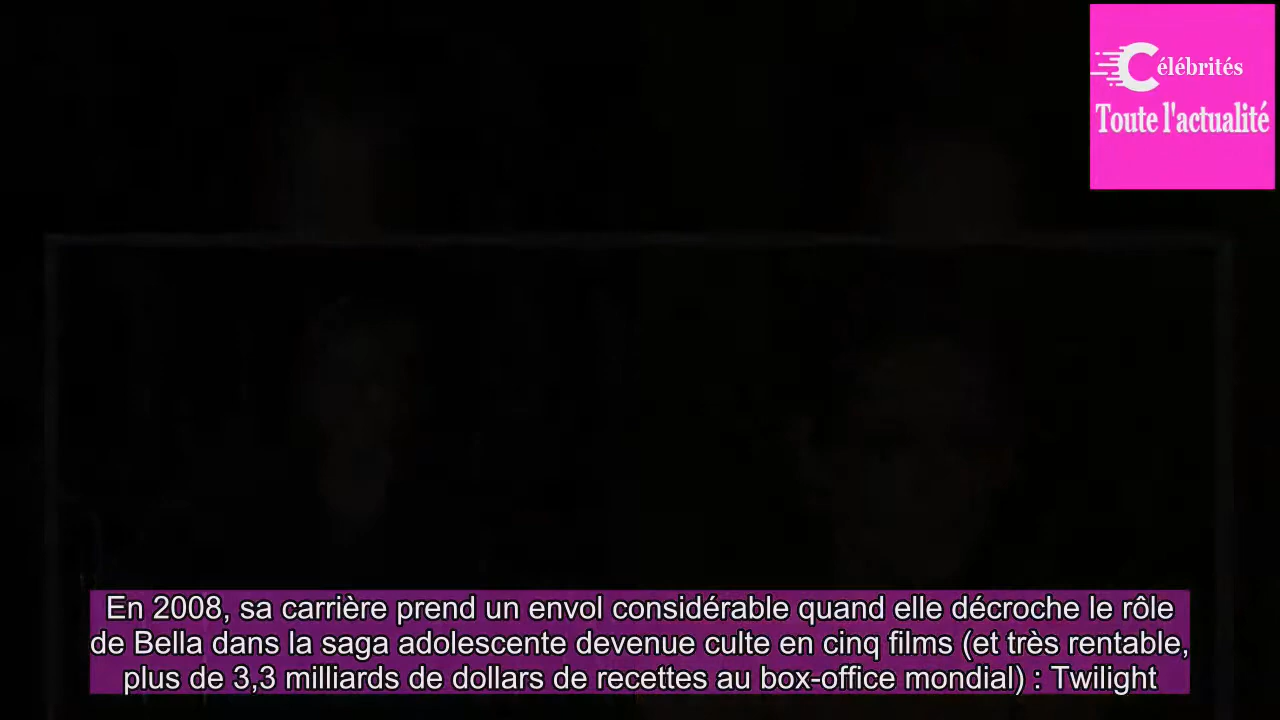 Célébrités
Toute l'actualité
En 2008, sa carrière prend un envol considérable quand elle décroche le rôle
de Bella dans la saga adolescente devenue culte en cinq films (et très rentable,
plus de 3,3 milliards de dollars de recettes au box-office mondial) : Twilight